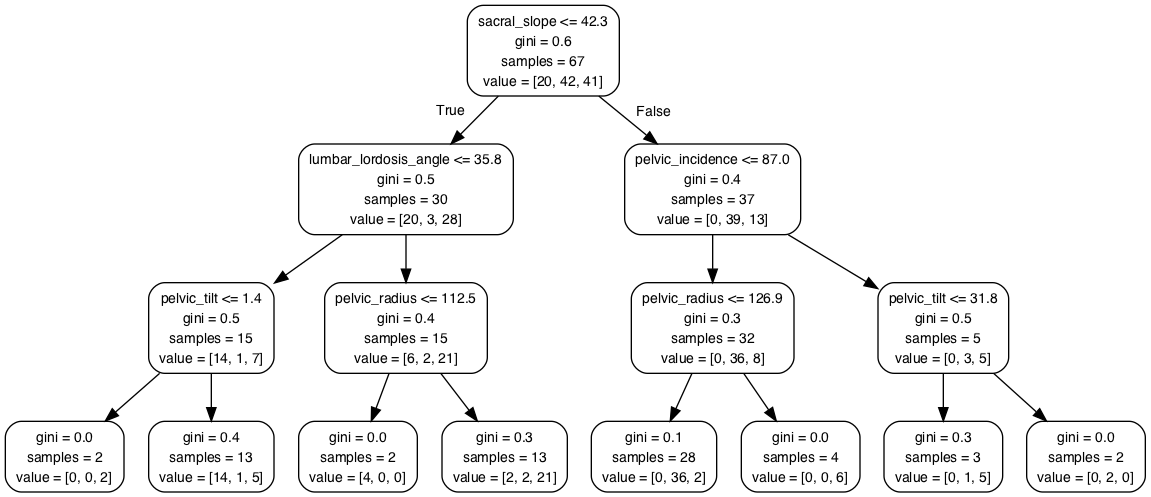 sacral_slope <= 42.3
gini = 0.6
samples = 67
value = [20, 42, 41]
True
False
lumbar_lordosis_angle <= 35.8
gini = 0.5
samples = 30
value = [20, 3, 28]
pelvic_incidence <= 87.0
gini = 0.4
samples = 37
value = [0, 39, 13]
pelvic_tilt <= 1.4
gini = 0.5
samples = 15
value = [14, 1, 7]
pelvic_radius <= 112.5
gini = 0.4
samples = 15
value = [6, 2, 21]
pelvic_radius <= 126.9
gini = 0.3
samples = 32
value = [0, 36, 8]
pelvic_tilt <= 31.8
gini = 0.5
samples = 5
value = [0, 3, 5]
gini = 0.0
samples = 2
value = [0, 0, 2]
gini = 0.4
samples = 13
value = [14, 1, 5]
gini = 0.0
samples = 2
value = [4, 0, 0]
gini = 0.3
samples = 13
value = [2, 2, 21]
gini = 0.1
samples = 28
value = [0, 36, 2]
gini = 0.0
samples = 4
value = [0, 0, 6]
gini = 0.3
samples = 3
value = [0, 1, 5]
gini = 0.0
samples = 2
value = [0, 2, 0]